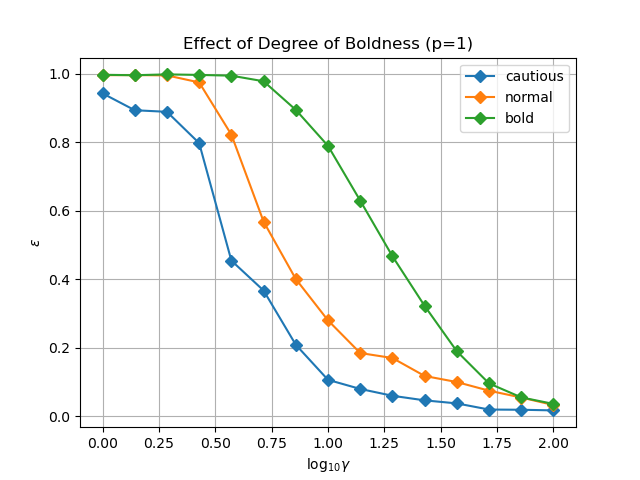 Effect of Degree of Boldness (p=1)
cautious
normal
bold
1.0
0.8
0.6
0.4
0.2
0.0
ε
0.00 0.25 0.50 0.75 1.00 1.25 1.50 1.75 2.00
log₁₀γ